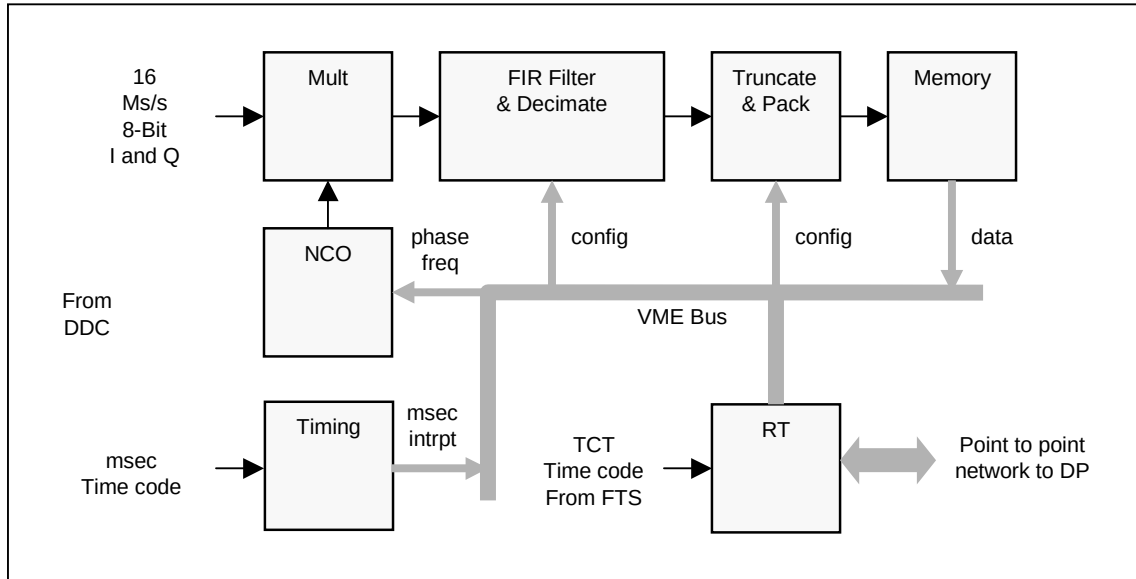 16
Ms/s
8-Bit
I and Q
Mult
FIR Filter
& Decimate
Truncate
& Pack
Memory
NCO
phase
freq
config
config
data
From
DDC
VME Bus
Timing
msec
intrpt
msec
Time code
TCT
Time code
From FTS
RT
Point to point
network to DP